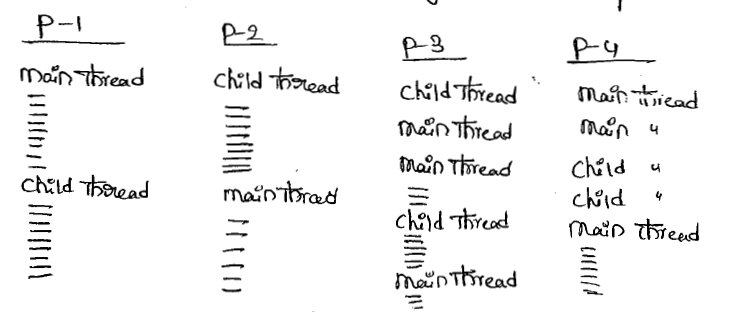 P-1
Main Thread
Child Thread
P-2
Child Thread
Main Thread
P-3
Child Thread
Main Thread
Main Thread
Child Thread
Main Thread
P-4
Main Thread
Main "
Child "
Child "
Main Thread